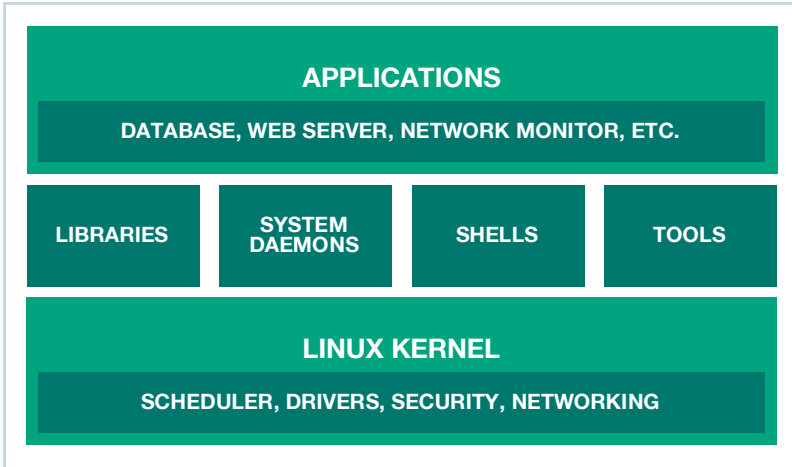 APPLICATIONS
DATABASE, WEB SERVER, NETWORK MONITOR, ETC.
LIBRARIES
SYSTEM
DAEMONS
SHELLS
TOOLS
LINUX KERNEL
SCHEDULER, DRIVERS, SECURITY, NETWORKING